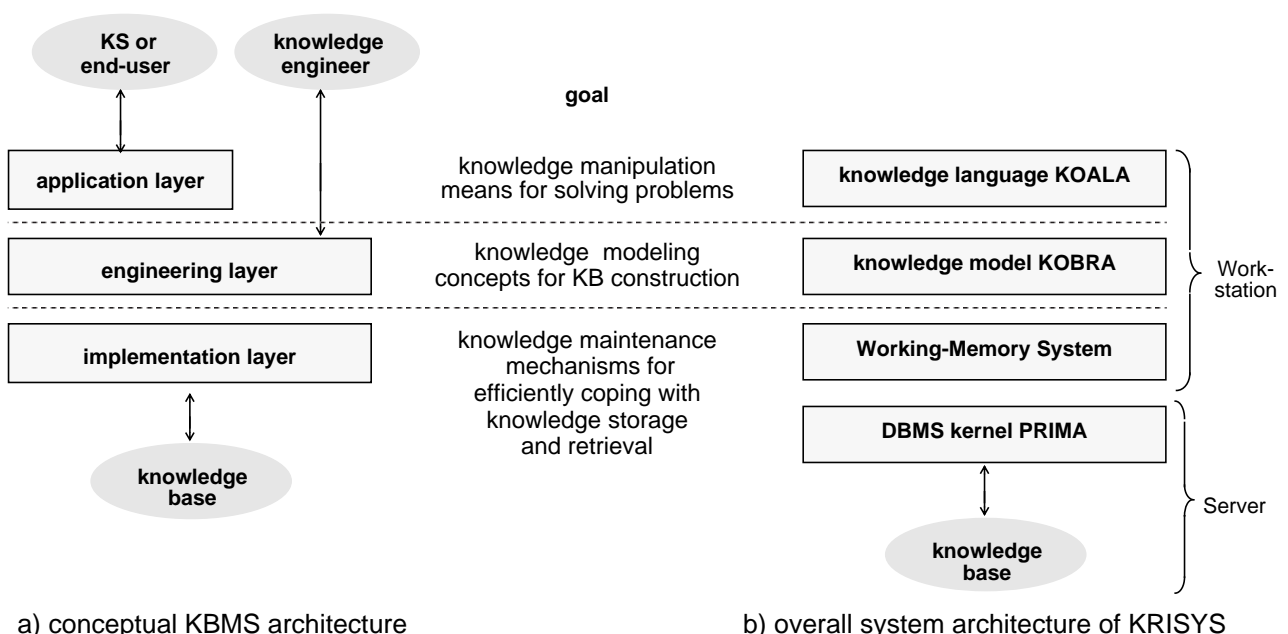 KS or
end-user
knowledge
engineer
goal
application layer
knowledge manipulation
means for solving problems
knowledge language KOALA
engineering layer
knowledge modeling
concepts for KB construction
knowledge model KOBRA
Work-
station
implementation layer
knowledge maintenance
mechanisms for
efficiently coping with
knowledge storage
and retrieval
Working-Memory System
DBMS kernel PRIMA
knowledge
base
Server
knowledge
base
a) conceptual KBMS architecture
b) overall system architecture of KRISYS